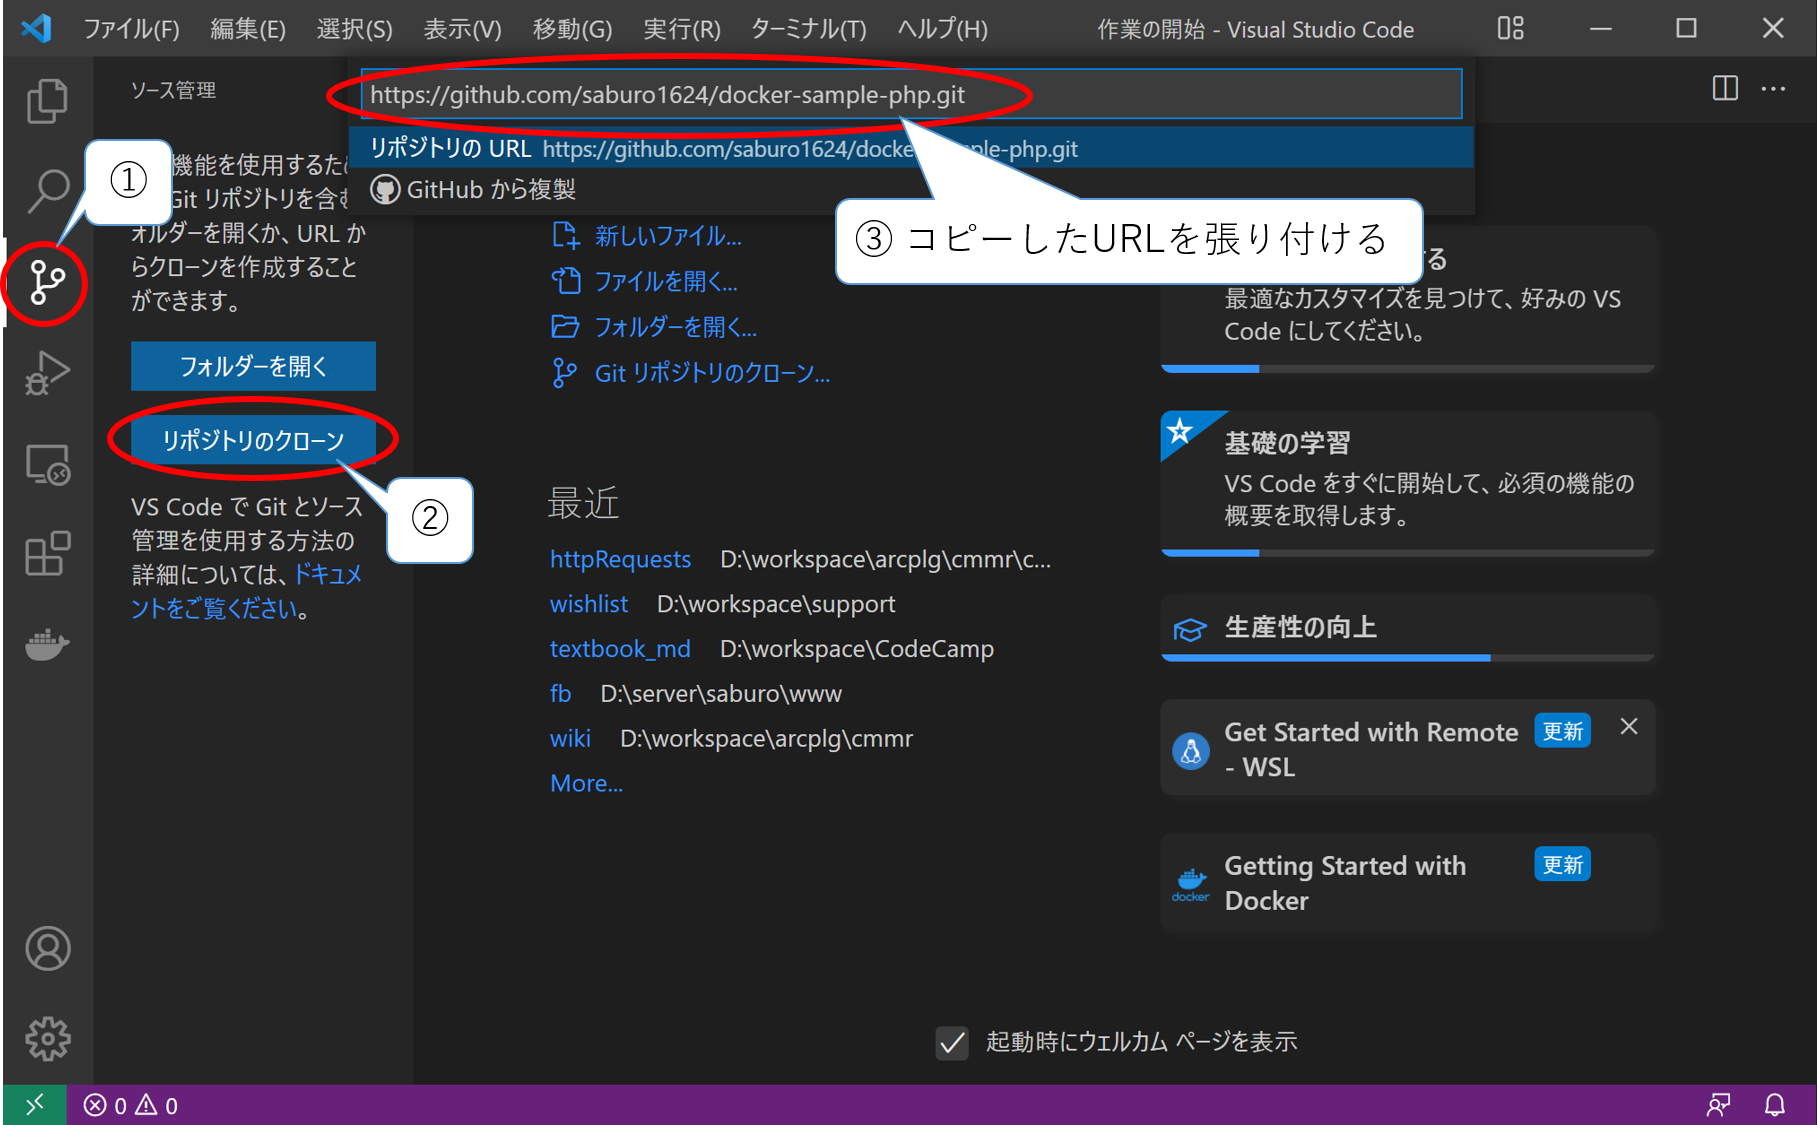 ファイル(F) 編集(E) 選択(S) 表示(V) 移動(G) 実行(R) ターミナル(T) ヘルプ(H) 作業の開始 - Visual Studio Code
ソース管理
https://github.com/saburo1624/docker-sample-php.git
リポジトリの URL https://github.com/saburo1624/docke ple-php.git
GitHub から複製
①
機能を使用するた
Git リポジトリを含む
ォルダーを開くか、URL か
らクローンを作成すること
ができます。
フォルダーを開く
リポジトリのクローン
②
VS Code で Git とソース
管理を使用する方法の
詳細については、ドキュメ
ントをご覧ください。
③ コピーしたURLを張り付ける
新しいファイル...
ファイルを開く...
フォルダーを開く...
Git リポジトリのクローン...
最近
httpRequests D:\workspace\arcplg\cmmr\c...
wishlist D:\workspace\support
textbook_md D:\workspace\CodeCamp
fb D:\server\saburo\www
wiki D:\workspace\arcplg\cmmr
More...
る
最適なカスタマイズを見つけて、好みの VS
Code にしてください。
基礎の学習
VS Code をすぐに開始して、必須の機能の
概要を取得します。
生産性の向上
Get Started with Remote 更新
- WSL
Getting Started with 更新
Docker
docker
起動時にウェルカム ページを表示
0 0